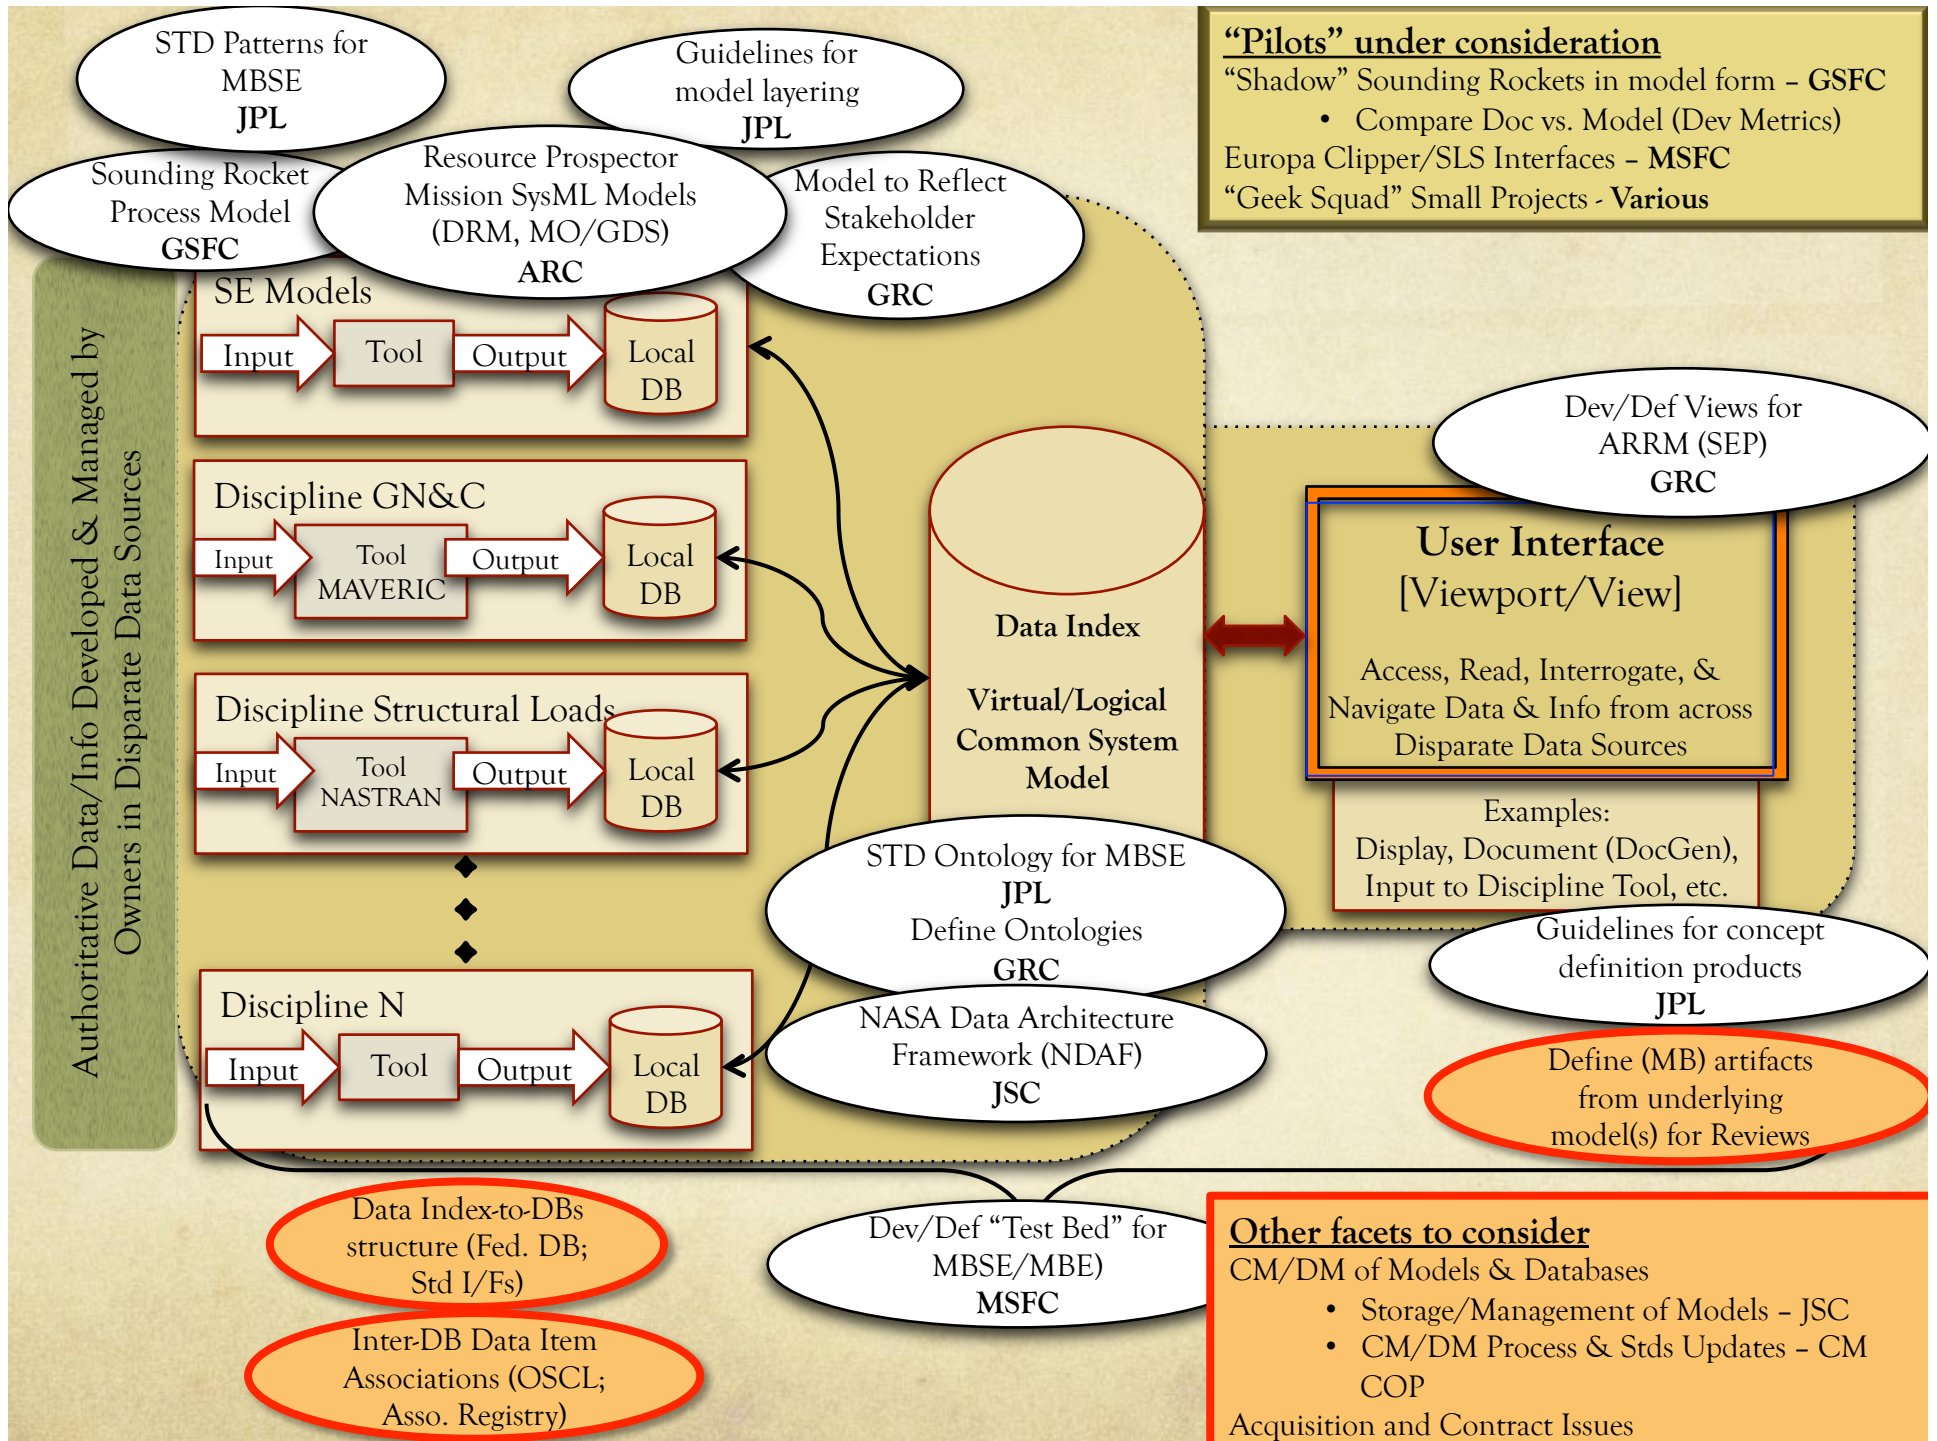 STD Patterns for
MBSE
JPL
Guidelines for
model layering
JPL
Sounding Rocket
Process Model
GSFC
Resource Prospector
Mission SysML Models
(DRM, MO/GDS)
ARC
Model to Reflect
Stakeholder
Expectations
GRC
“Pilots” under consideration
“Shadow” Sounding Rockets in model form – GSFC
• Compare Doc vs. Model (Dev Metrics)
Europa Clipper/SLS Interfaces – MSFC
“Geek Squad” Small Projects - Various
Authoritative Data/Info Developed & Managed by
Owners in Disparate Data Sources
SE Models
Input
Tool
Output
Local
DB
Discipline GN&C
Input
Tool
MAVERIC
Output
Local
DB
Discipline Structural Loads
Input
Tool
NASTRAN
Output
Local
DB
Discipline N
Input
Tool
Output
Local
DB
Data Index
Virtual/Logical
Common System
Model
STD Ontology for MBSE
JPL
Define Ontologies
GRC
NASA Data Architecture
Framework (NDAF)
JSC
Dev/Def Views for
ARRM (SEP)
GRC
User Interface
[Viewport/View]
Access, Read, Interrogate, &
Navigate Data & Info from across
Disparate Data Sources
Examples:
Display, Document (DocGen),
Input to Discipline Tool, etc.
Guidelines for concept
definition products
JPL
Define (MB) artifacts
from underlying
model(s) for Reviews
Data Index-to-DBs
structure (Fed. DB;
Std I/Fs)
Inter-DB Data Item
Associations (OSCL;
Asso. Registry)
Dev/Def “Test Bed” for
MBSE/MBE)
MSFC
Other facets to consider
CM/DM of Models & Databases
• Storage/Management of Models – JSC
• CM/DM Process & Stds Updates – CM
COP
Acquisition and Contract Issues